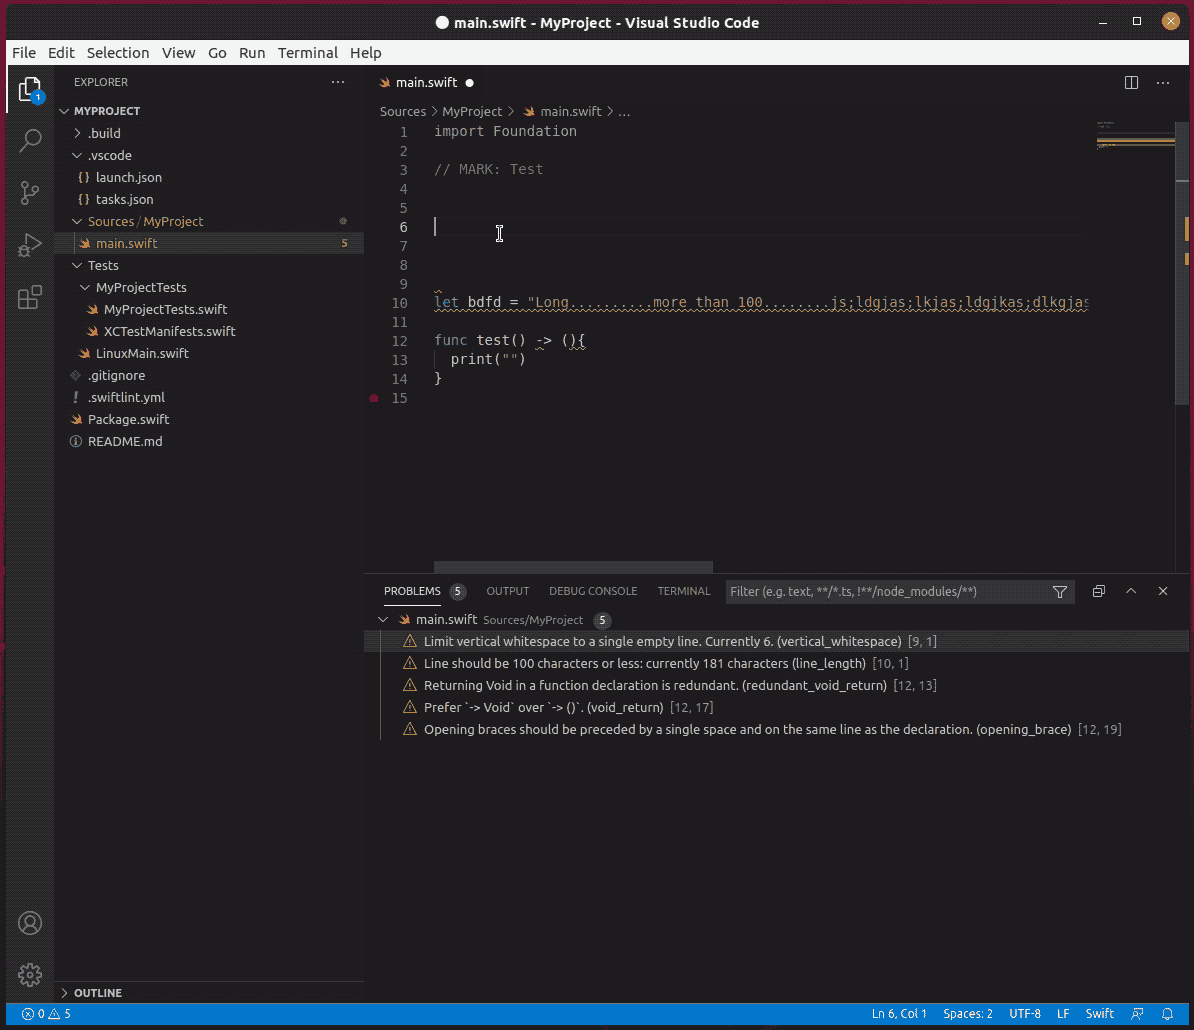 main.swift - MyProject - Visual Studio Code
File Edit Selection View Go Run Terminal Help
1
EXPLORER ···
MYPROJECT
.build
.vscode
{} launch.json
{} tasks.json
Sources / MyProject
main.swift 5
Tests
MyProjectTests
MyProjectTests.swift
XCTestManifests.swift
LinuxMain.swift
.gitignore
! .swiftlint.yml
Package.swift
README.md
OUTLINE
main.swift ● ···
Sources > MyProject > main.swift > ...
1 import Foundation
2
3 // MARK: Test
4
5
6
7
8
9
10 let bdfd = "Long..........more than 100........js;ldgjas;lkjas;ldgjkas;dlkgjas
11
12 func test() -> (){
13 print("")
14 }
15
PROBLEMS 5 OUTPUT DEBUG CONSOLE TERMINAL Filter (e.g. text, **/*.ts, !**/node_modules/**)
main.swift Sources/MyProject 5
Limit vertical whitespace to a single empty line. Currently 6. (vertical_whitespace) [9, 1]
Line should be 100 characters or less: currently 181 characters (line_length) [10, 1]
Returning Void in a function declaration is redundant. (redundant_void_return) [12, 13]
Prefer `-> Void` over `-> ()`. (void_return) [12, 17]
Opening braces should be preceded by a single space and on the same line as the declaration. (opening_brace) [12, 19]
0 5 Ln 6, Col 1 Spaces: 2 UTF-8 LF Swift